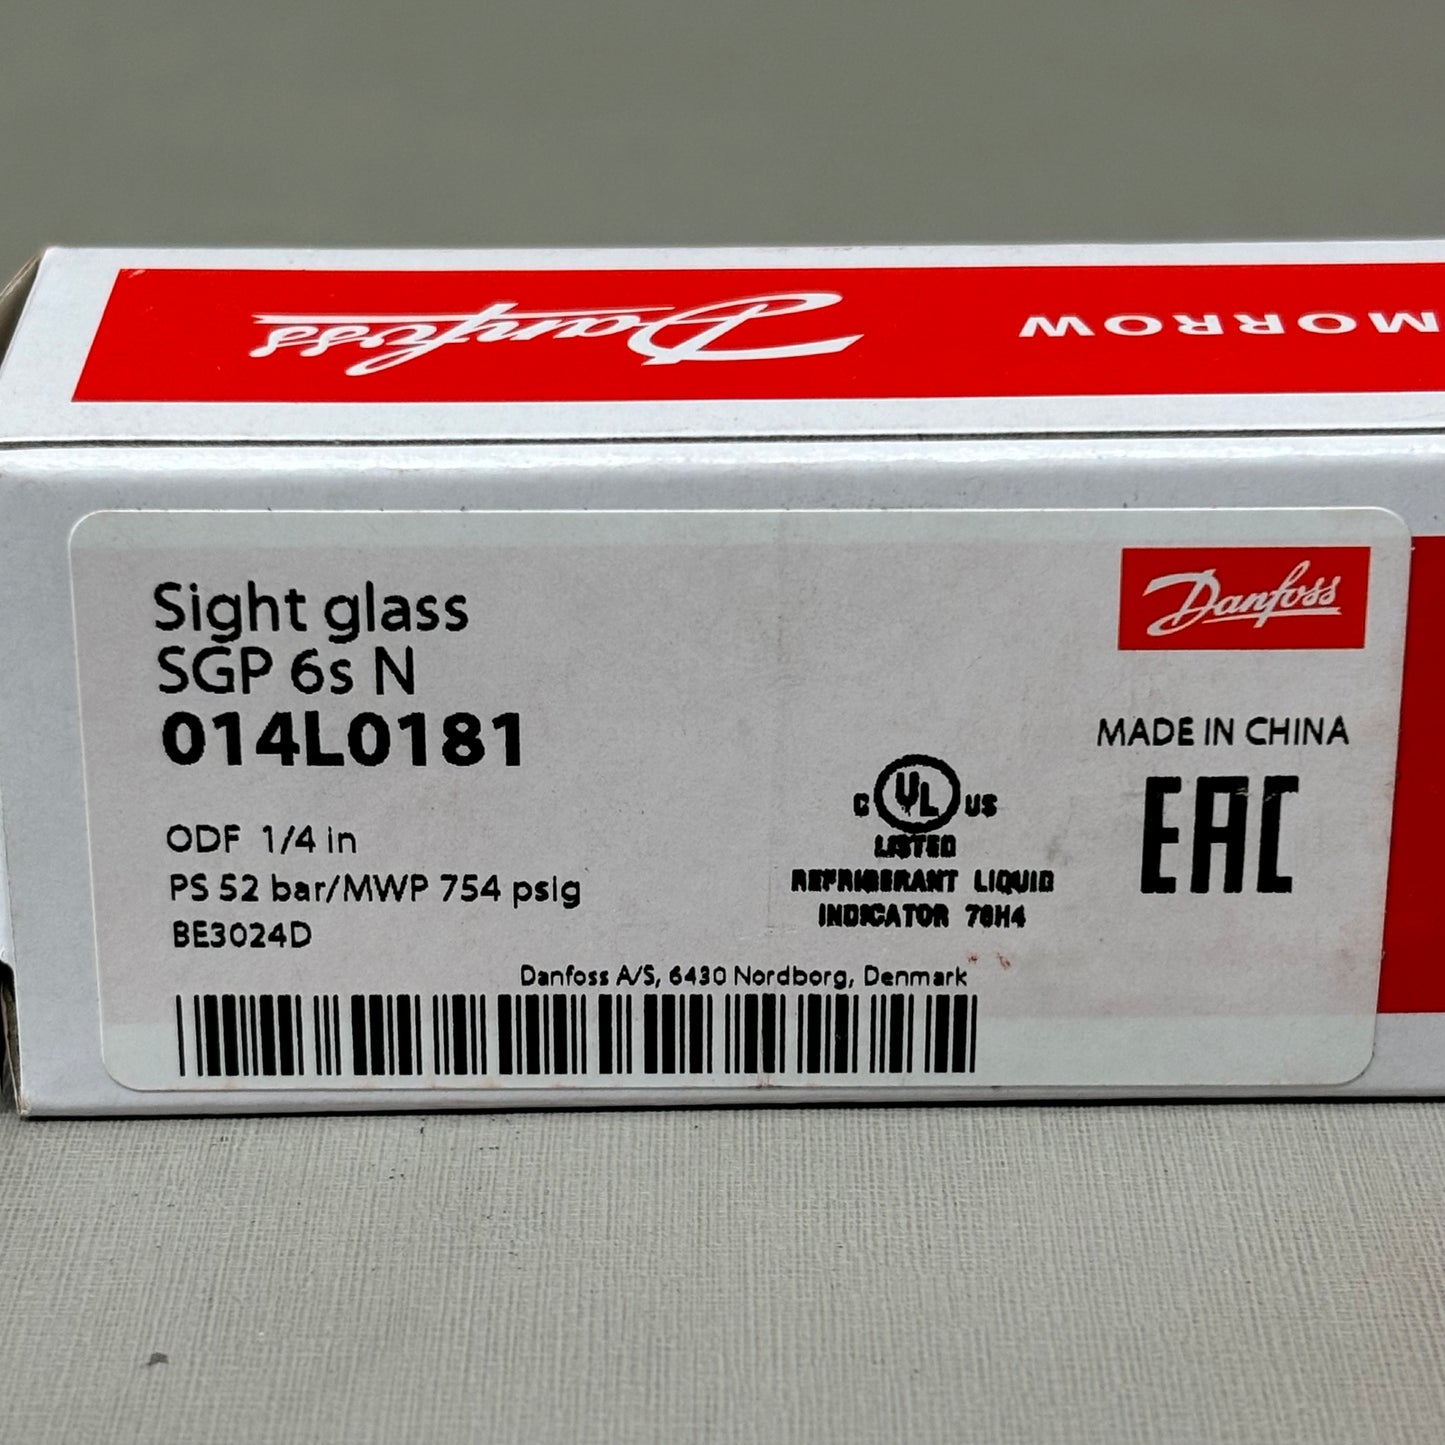 Danfoss
MORROW
Danfoss
Sight glass
SGP 6s N
014L0181
MADE IN CHINA
ODF 1/4 in
PS 52 bar/MWP 754 psig
BE3024D
C UL US
LISTED
REFRIGERANT LIQUID
INDICATOR 78H4
EAC
Danfoss A/S, 6430 Nordborg, Denmark